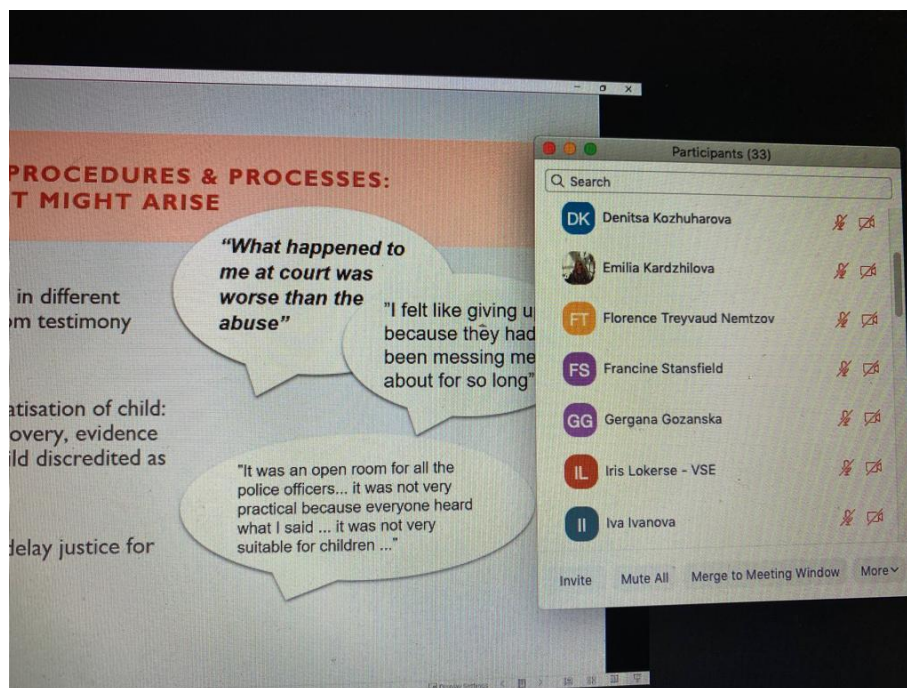 PROCEDURES & PROCESSES:
T MIGHT ARISE
in different
om testimony
atisation of child:
overy, evidence
ild discredited as
delay justice for
“What happened to
me at court was
worse than the
abuse”
"I felt like giving u
because they had
been messing me
about for so long"
"It was an open room for all the
police officers... it was not very
practical because everyone heard
what I said ... it was not very
suitable for children ..."
Participants (33)
Search
DK Denitsa Kozhuharova
Emilia Kardzhilova
FT Florence Treyvaud Nemtzov
FS Francine Stansfield
GG Gergana Gozanska
IL Iris Lokerse - VSE
II Iva Ivanova
Invite Mute All Merge to Meeting Window More